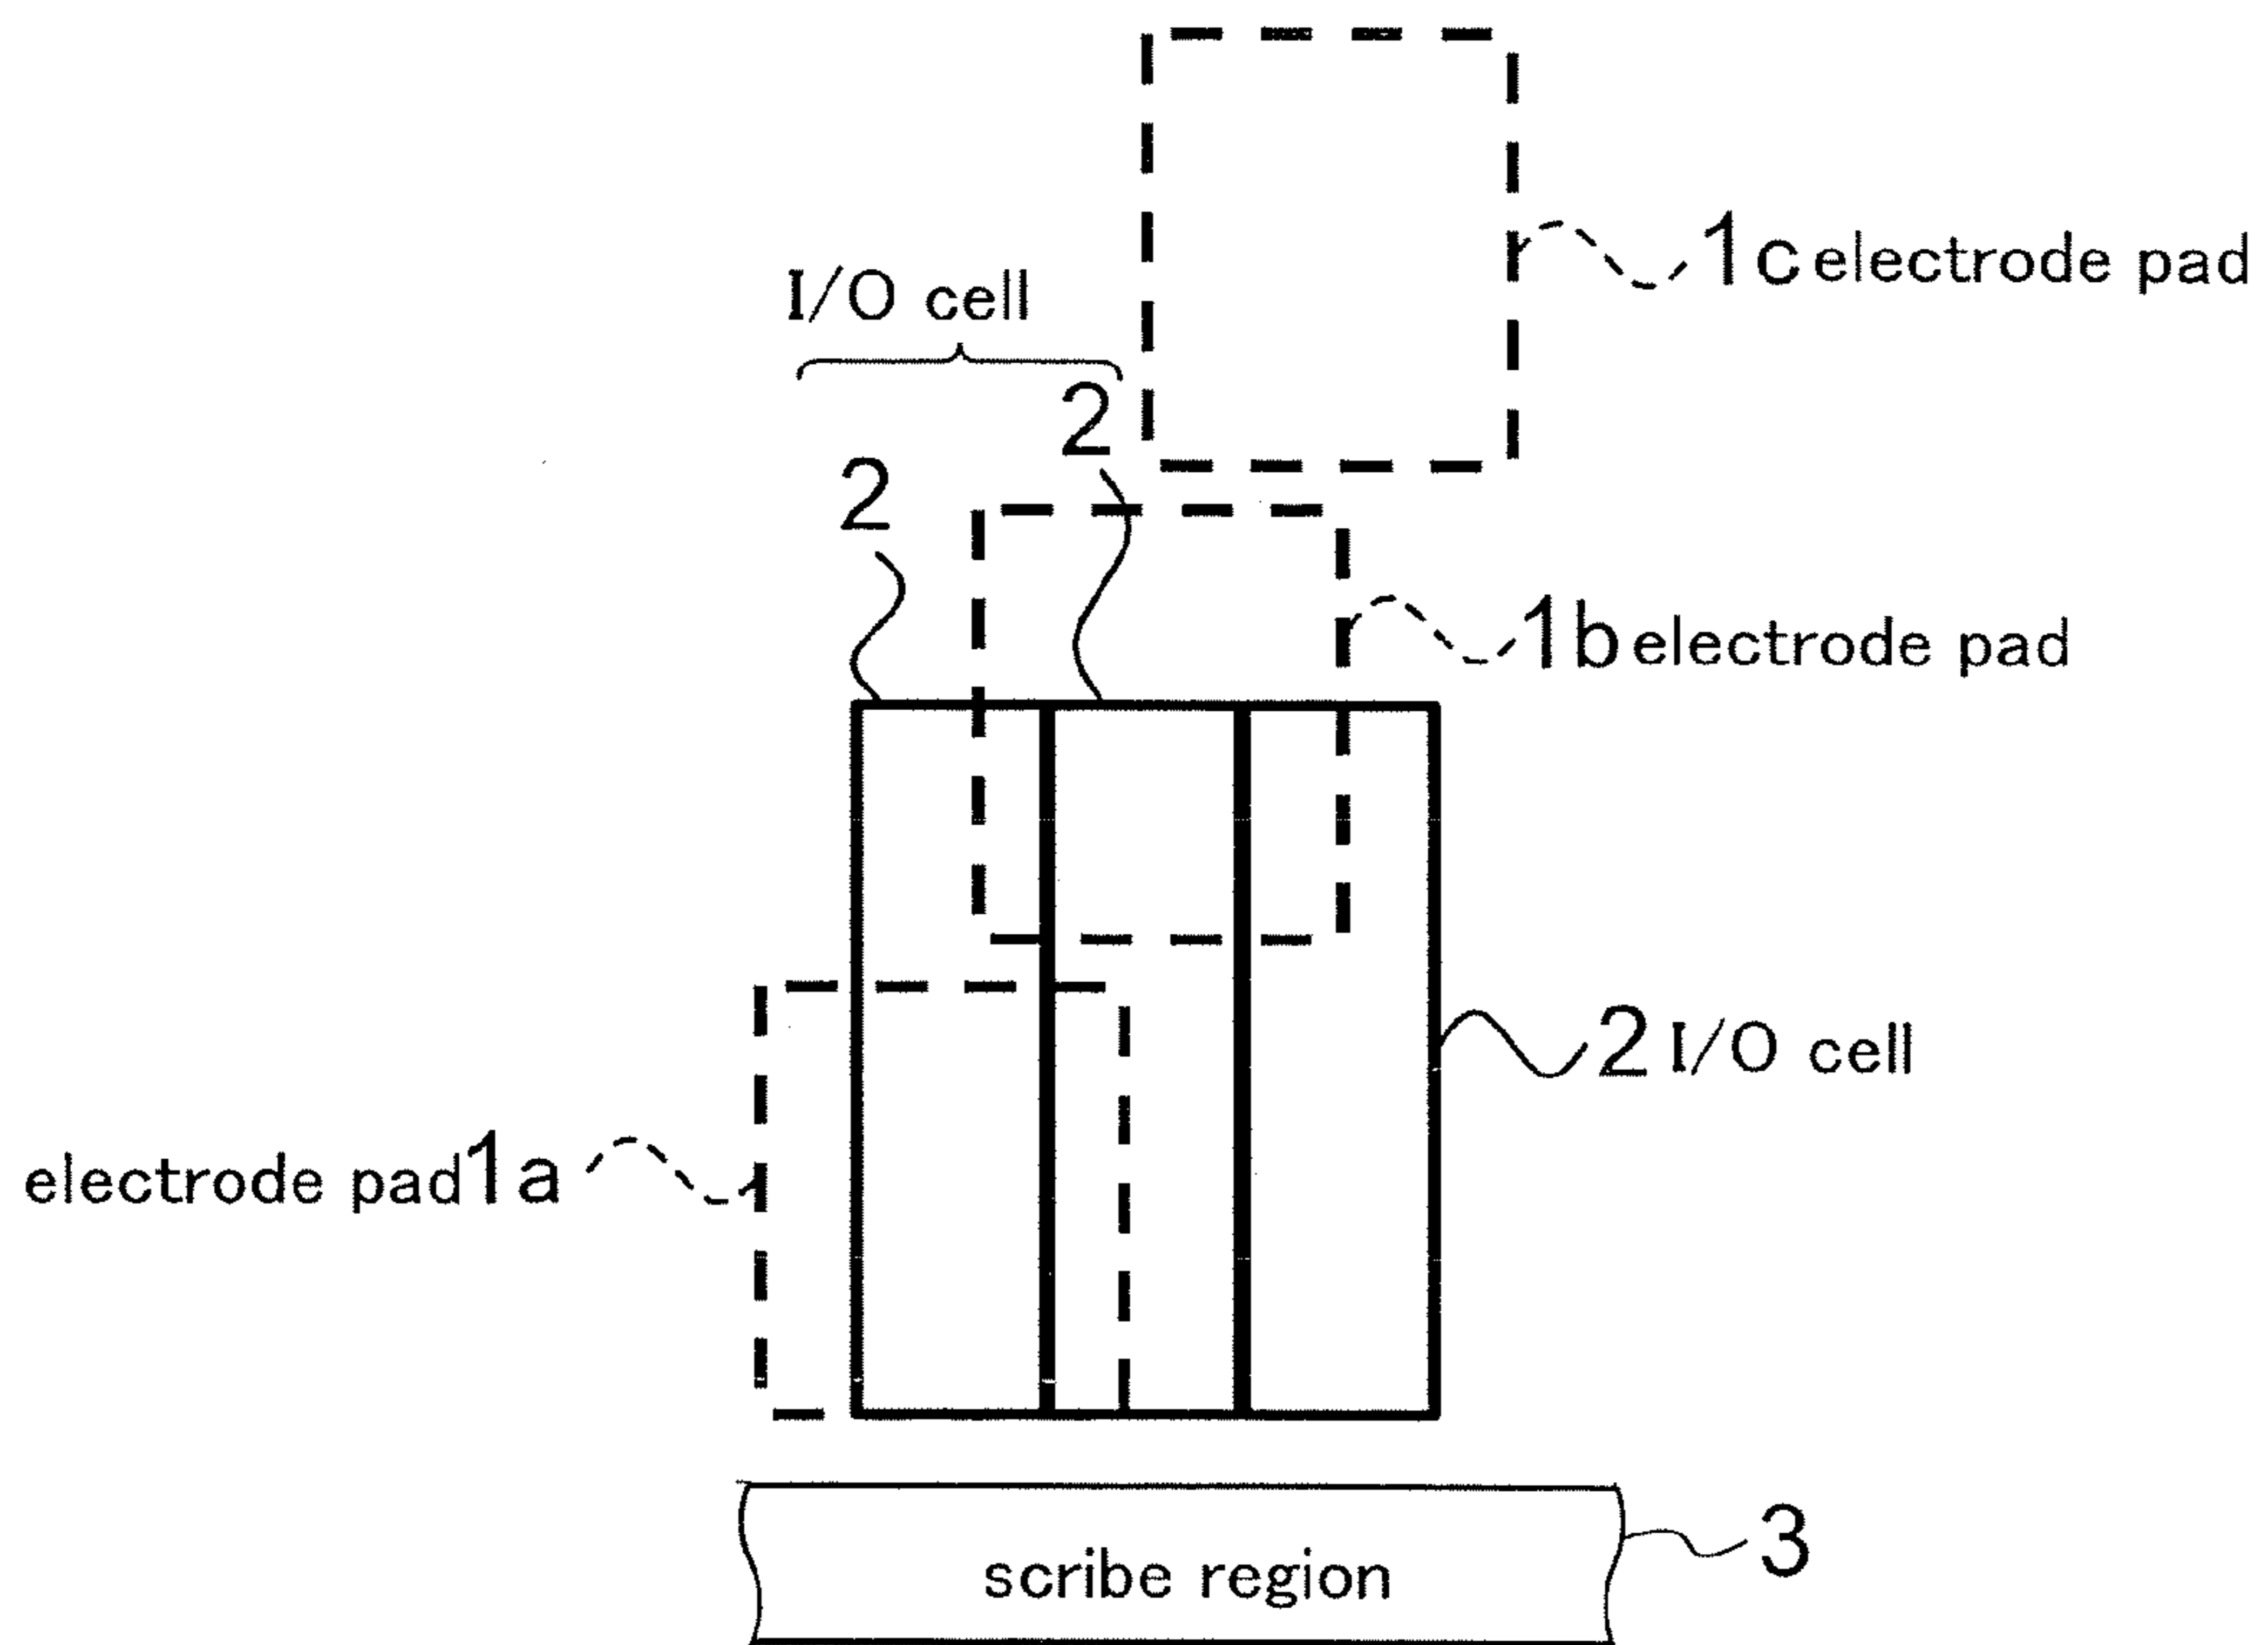 1c electrode pad
I/O cell
2
2
1b electrode pad
2 I/O cell
electrode pad 1a
scribe region
3